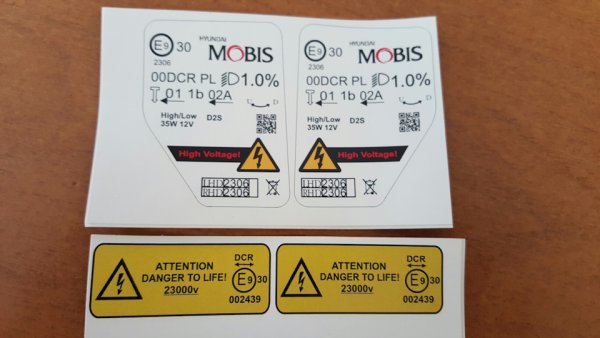 E9 30
2306
HYUNDAI
MOBIS
00DCR PL 1.0%
01 1b 02A
High/Low
35W 12V
D2S
High Voltage!
LHD2306
RHD2306
E9 30
2306
HYUNDAI
MOBIS
00DCR PL 1.0%
01 1b 02A
High/Low
35W 12V
D2S
High Voltage!
LHD2306
RHD2306
ATTENTION
DANGER TO LIFE!
23000v
DCR
E9 30
002439
ATTENTION
DANGER TO LIFE!
23000v
DCR
E9 30
002439